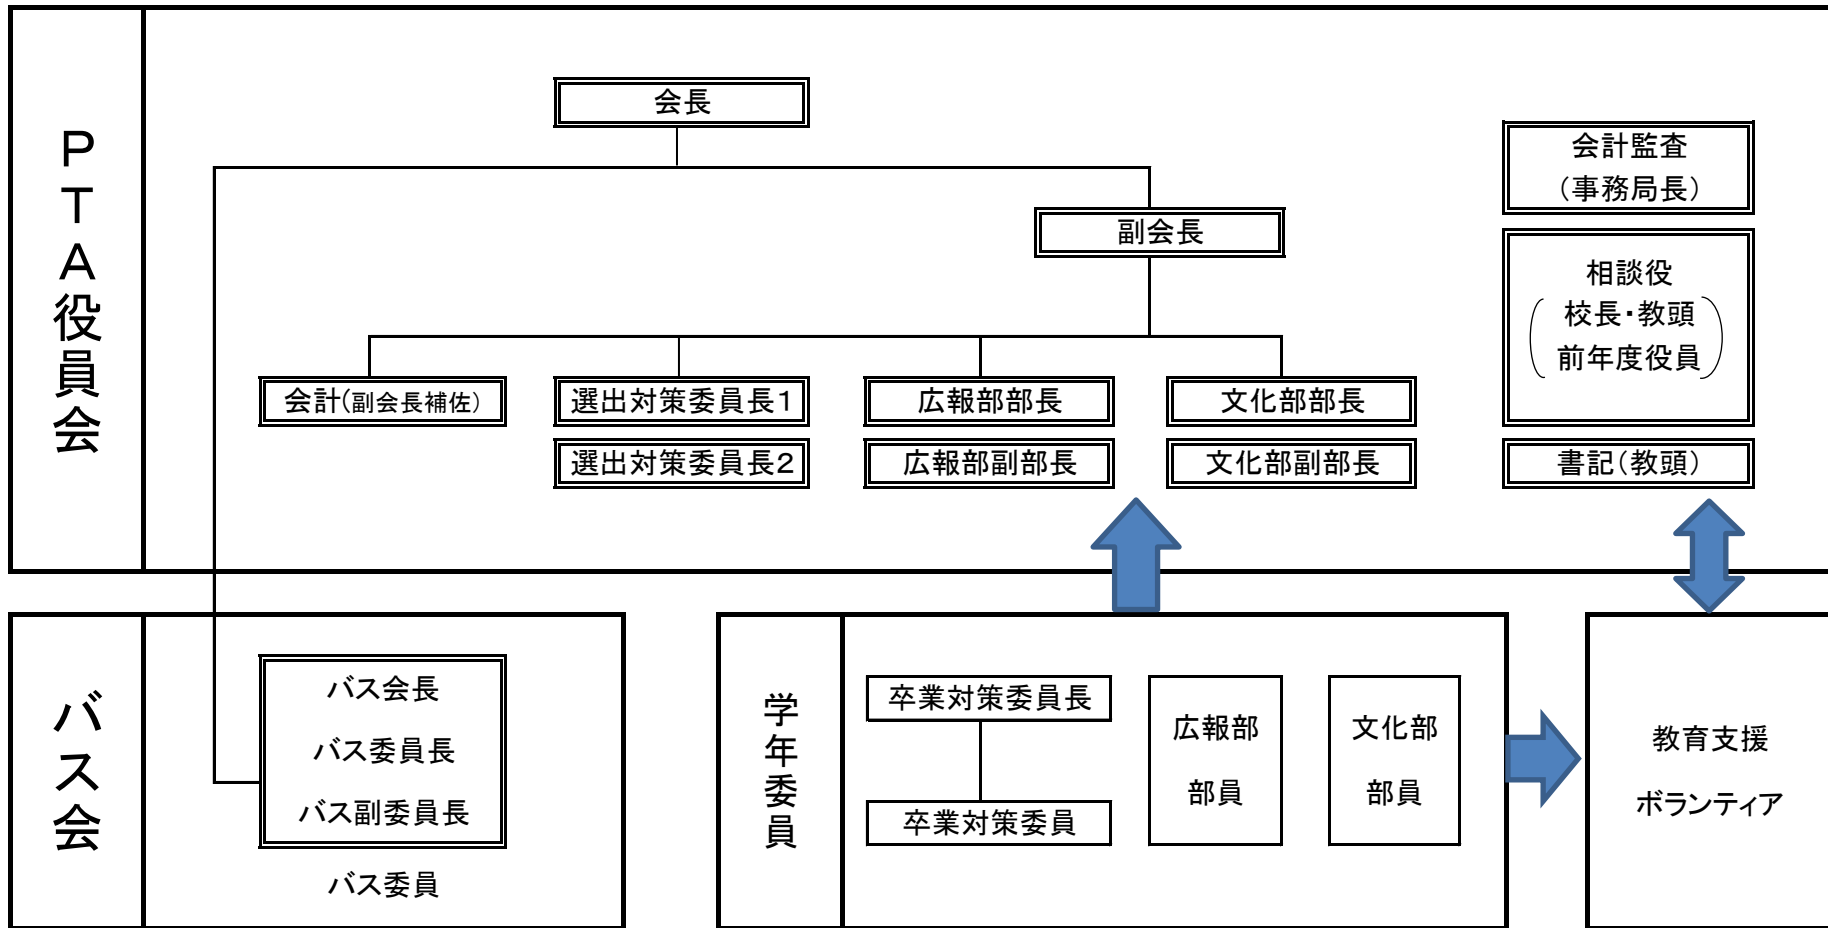 PTA役員会
会長
副会長
会計(副会長補佐)
選出対策委員長1
広報部部長
文化部部長
選出対策委員長2
広報部副部長
文化部副部長
会計監査
(事務局長)
相談役
校長・教頭
前年度役員
書記(教頭)
バス会
バス会長
バス委員長
バス副委員長
バス委員
学年委員
卒業対策委員長
卒業対策委員
広報部
部員
文化部
部員
教育支援
ボランティア